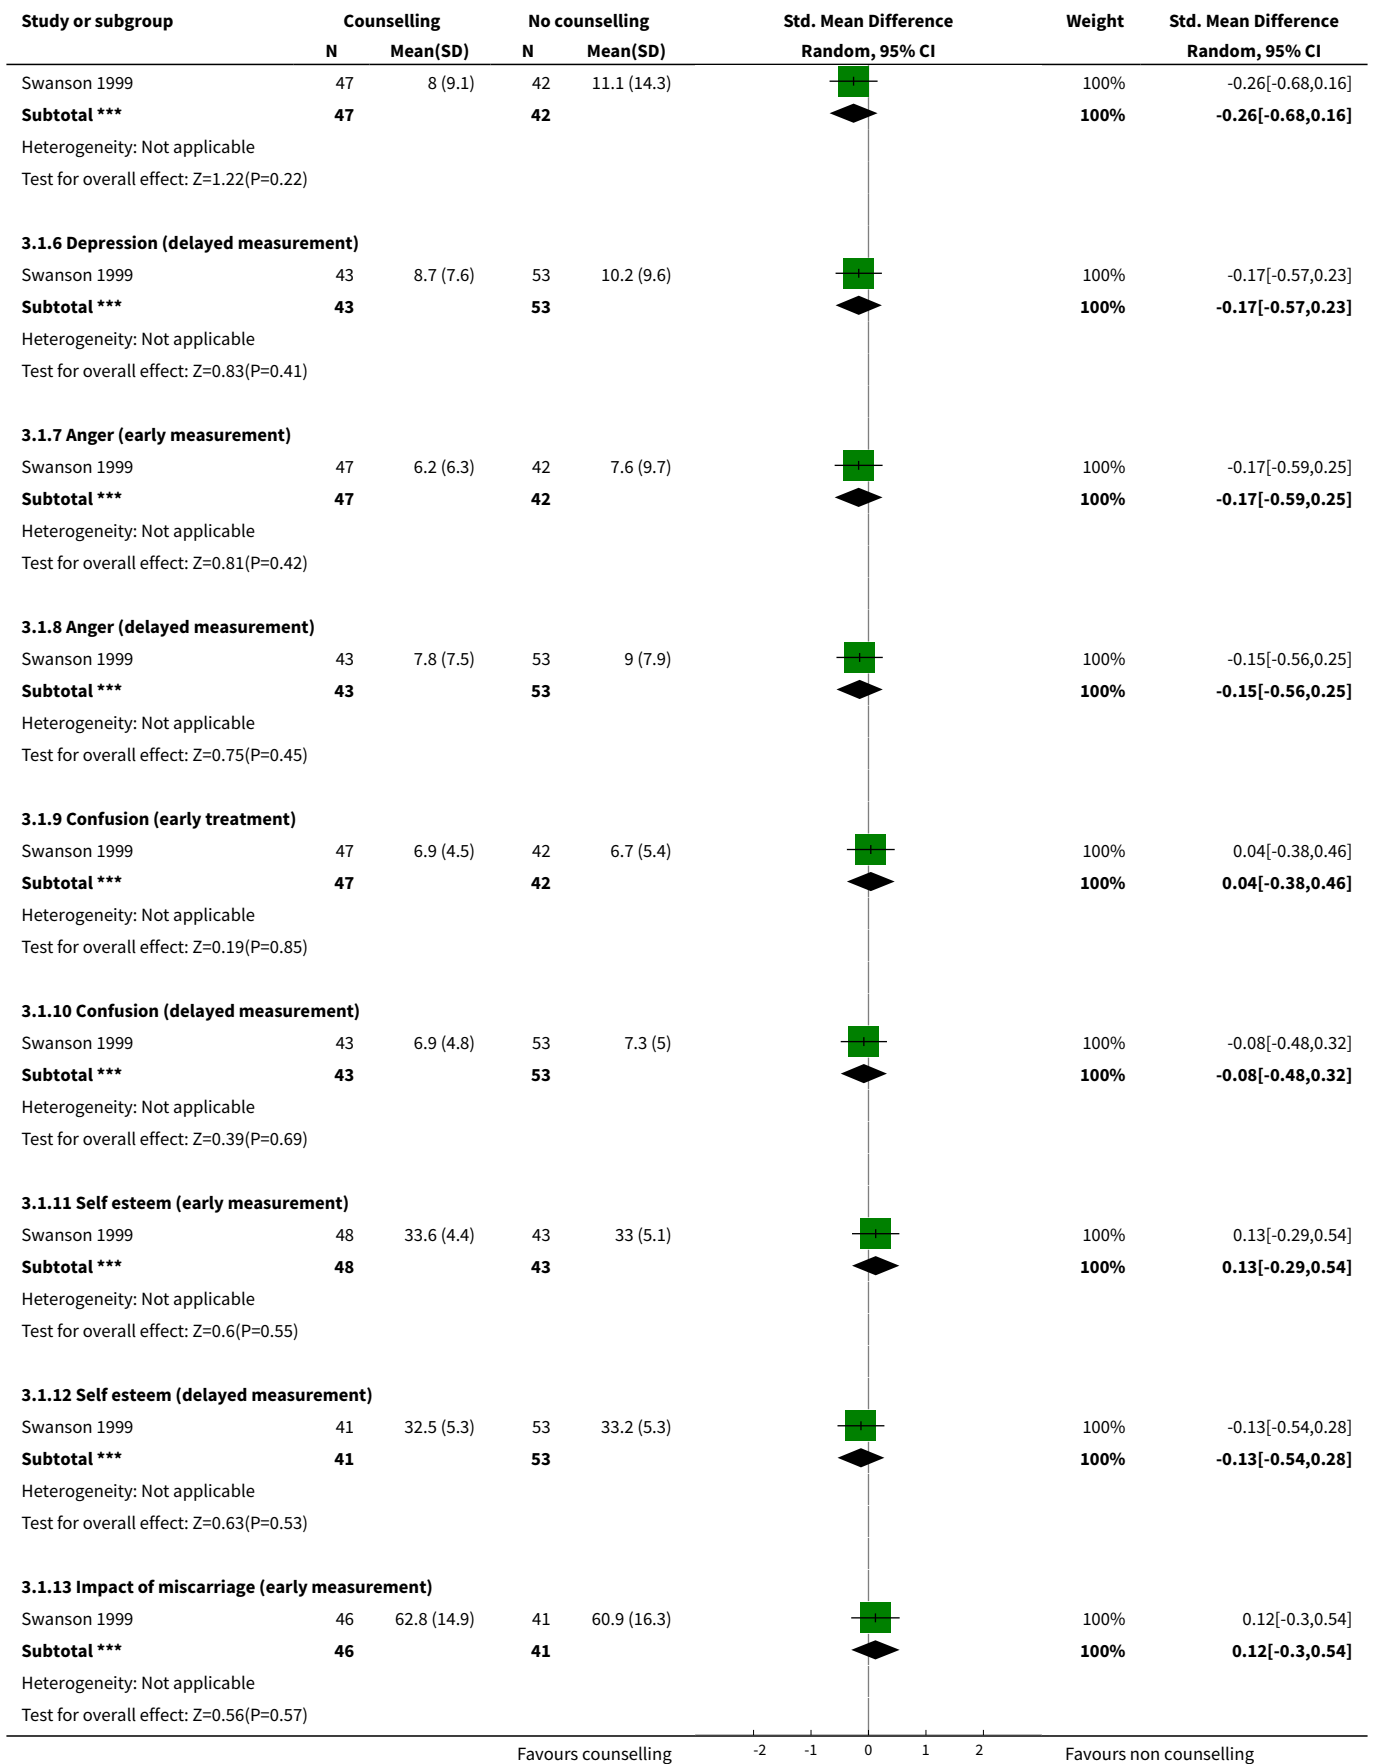 Study or subgroup Counselling No counselling Std. Mean Difference Weight Std. Mean Difference
N Mean(SD) N Mean(SD) Random, 95% CI Random, 95% CI
Swanson 1999 47 8 (9.1) 42 11.1 (14.3) 100% -0.26[-0.68,0.16]
Subtotal *** 47 42 100% -0.26[-0.68,0.16]
Heterogeneity: Not applicable
Test for overall effect: Z=1.22(P=0.22)
3.1.6 Depression (delayed measurement)
Swanson 1999 43 8.7 (7.6) 53 10.2 (9.6) 100% -0.17[-0.57,0.23]
Subtotal *** 43 53 100% -0.17[-0.57,0.23]
Heterogeneity: Not applicable
Test for overall effect: Z=0.83(P=0.41)
3.1.7 Anger (early measurement)
Swanson 1999 47 6.2 (6.3) 42 7.6 (9.7) 100% -0.17[-0.59,0.25]
Subtotal *** 47 42 100% -0.17[-0.59,0.25]
Heterogeneity: Not applicable
Test for overall effect: Z=0.81(P=0.42)
3.1.8 Anger (delayed measurement)
Swanson 1999 43 7.8 (7.5) 53 9 (7.9) 100% -0.15[-0.56,0.25]
Subtotal *** 43 53 100% -0.15[-0.56,0.25]
Heterogeneity: Not applicable
Test for overall effect: Z=0.75(P=0.45)
3.1.9 Confusion (early treatment)
Swanson 1999 47 6.9 (4.5) 42 6.7 (5.4) 100% 0.04[-0.38,0.46]
Subtotal *** 47 42 100% 0.04[-0.38,0.46]
Heterogeneity: Not applicable
Test for overall effect: Z=0.19(P=0.85)
3.1.10 Confusion (delayed measurement)
Swanson 1999 43 6.9 (4.8) 53 7.3 (5) 100% -0.08[-0.48,0.32]
Subtotal *** 43 53 100% -0.08[-0.48,0.32]
Heterogeneity: Not applicable
Test for overall effect: Z=0.39(P=0.69)
3.1.11 Self esteem (early measurement)
Swanson 1999 48 33.6 (4.4) 43 33 (5.1) 100% 0.13[-0.29,0.54]
Subtotal *** 48 43 100% 0.13[-0.29,0.54]
Heterogeneity: Not applicable
Test for overall effect: Z=0.6(P=0.55)
3.1.12 Self esteem (delayed measurement)
Swanson 1999 41 32.5 (5.3) 53 33.2 (5.3) 100% -0.13[-0.54,0.28]
Subtotal *** 41 53 100% -0.13[-0.54,0.28]
Heterogeneity: Not applicable
Test for overall effect: Z=0.63(P=0.53)
3.1.13 Impact of miscarriage (early measurement)
Swanson 1999 46 62.8 (14.9) 41 60.9 (16.3) 100% 0.12[-0.3,0.54]
Subtotal *** 46 41 100% 0.12[-0.3,0.54]
Heterogeneity: Not applicable
Test for overall effect: Z=0.56(P=0.57)
Favours counselling -2 -1 0 1 2 Favours non counselling